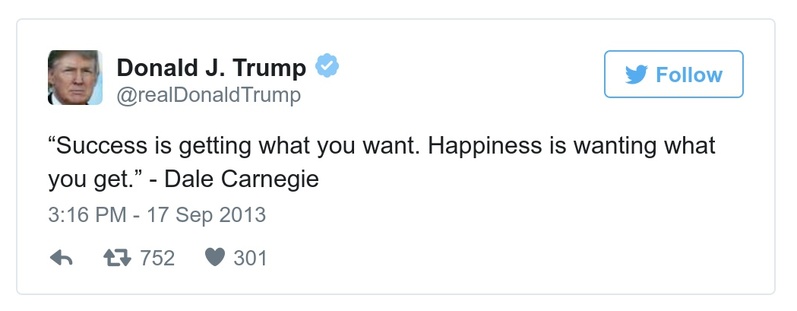 Donald J. Trump
@realDonaldTrump
Follow
“Success is getting what you want. Happiness is wanting what
you get.” - Dale Carnegie
3:16 PM - 17 Sep 2013
752 301